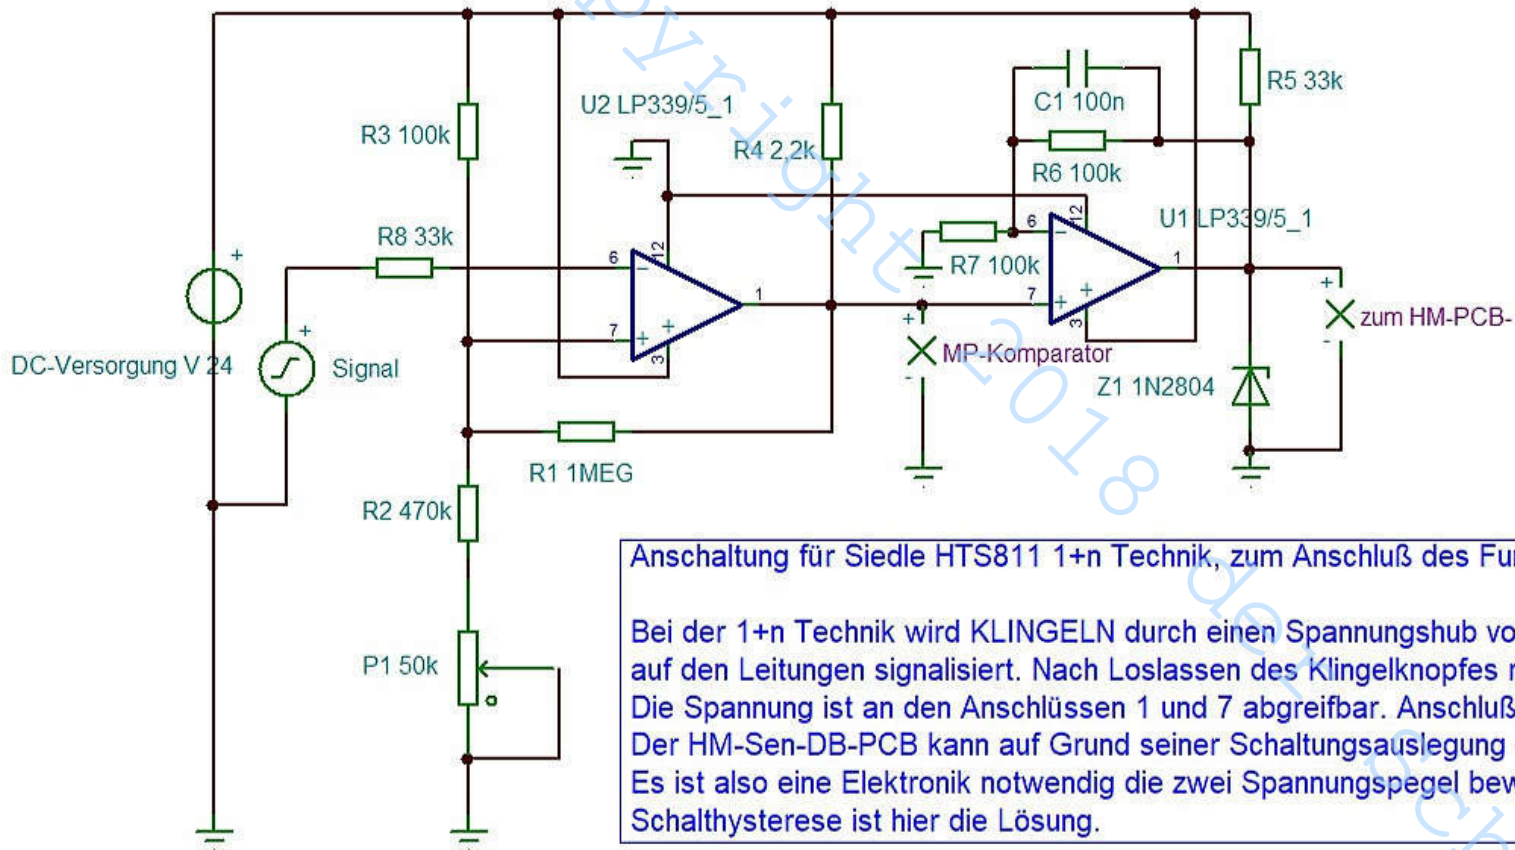 R3 100k
R8 33k
DC-Versorgung V 24
Signal
U2 LP339/5_1
R4 2,2k
6
7
12
3
1
R1 1MEG
R2 470k
P1 50k
C1 100n
R6 100k
R5 33k
R7 100k
U1 LP339/5_1
6
7
12
3
1
MP-Komparator
Z1 1N2804
zum HM-PCB-
Anschaltung für Siedle HTS811 1+n Technik, zum Anschluß des
Bei der 1+n Technik wird KLINGELN durch einen Spannungshub
auf den Leitungen signalisiert. Nach Loslassen des Klingelknopfes
Die Spannung ist an den Anschlüssen 1 und 7 abgreifbar. Anschluß
Der HM-Sen-DB-PCB kann auf Grund seiner Schaltungsauslegung
Es ist also eine Elektronik notwendig die zwei Spannungspegel
Schalthysterese ist hier die Lösung.
2018
der